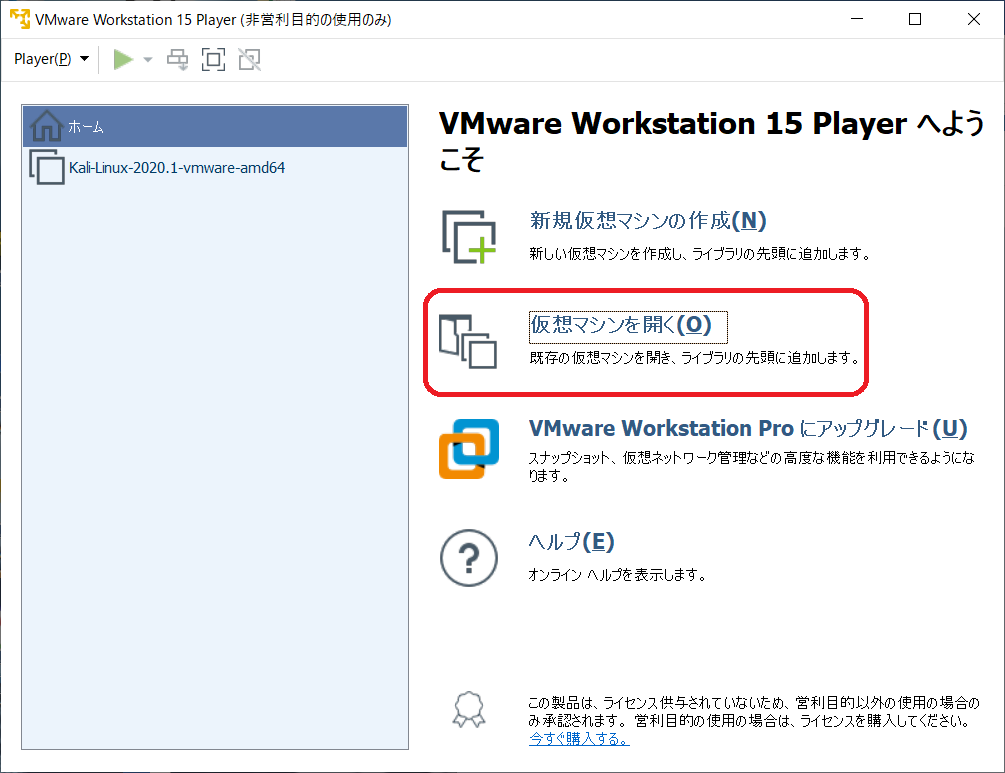 VMware Workstation 15 Player (非営利目的の使用のみ)
Player(P)
ホーム
Kali-Linux-2020.1-vmware-amd64
VMware Workstation 15 Player へよう
こそ
新規仮想マシンの作成(N)
新しい仮想マシンを作成し、ライブラリの先頭に追加します。
仮想マシンを開く(O)
既存の仮想マシンを開き、ライブラリの先頭に追加します。
VMware Workstation Pro にアップグレード(U)
スナップショット、仮想ネットワーク管理などの高度な機能を利用できるようにな
ります。
ヘルプ(E)
オンライン ヘルプを表示します。
この製品は、ライセンス供与されていないため、営利目的以外の使用の場合の
み承認されます。営利目的の使用の場合は、ライセンスを購入してください。
今すぐ購入する。